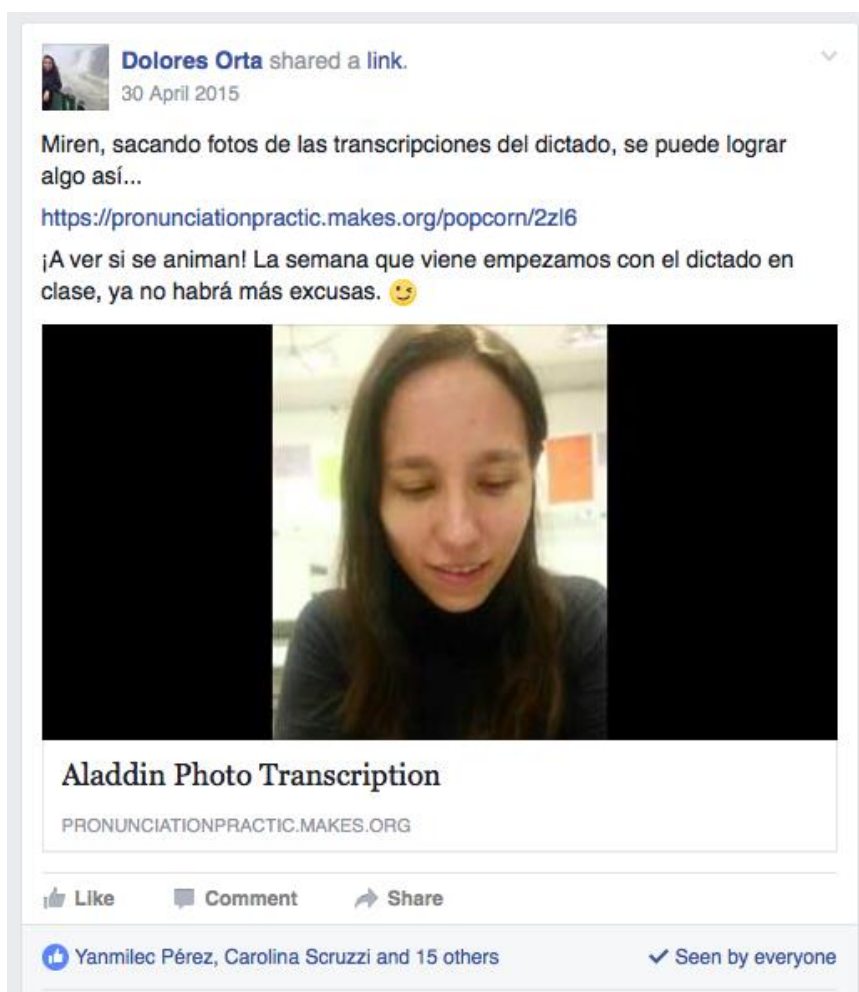 Dolores Orta shared a link.
30 April 2015
Miren, sacando fotos de las transcripciones del dictado, se puede lograr
algo así...
https://pronunciationpractic.makes.org/popcorn/2zl6
¡A ver si se animan! La semana que viene empezamos con el dictado en
clase, ya no habrá más excusas. 😉
Aladdin Photo Transcription
PRONUNCIATIONPRACTIC.MAKES.ORG
Like Comment Share
Yanmilec Pérez, Carolina Scruzzi and 15 others Seen by everyone